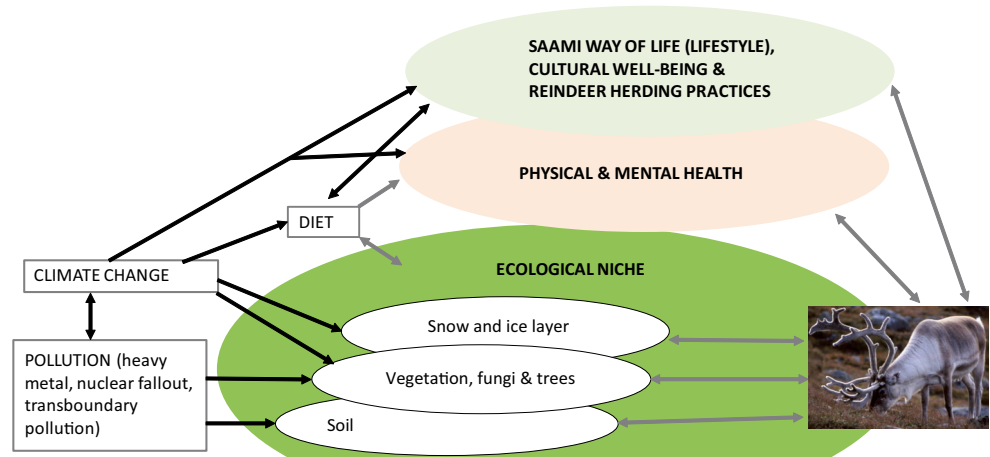 SAAMI WAY OF LIFE (LIFESTYLE),
CULTURAL WELL-BEING &
REINDEER HERDING PRACTICES
PHYSICAL & MENTAL HEALTH
DIET
ECOLOGICAL NICHE
CLIMATE CHANGE
Snow and ice layer
POLLUTION (heavy
metal, nuclear fallout,
transboundary
pollution)
Vegetation, fungi & trees
Soil